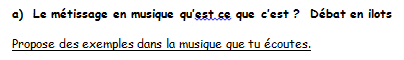 a) Le métissage en musique qu'est ce que c'est ? Débat en ilots
Propose des exemples dans la musique que tu écoutes.